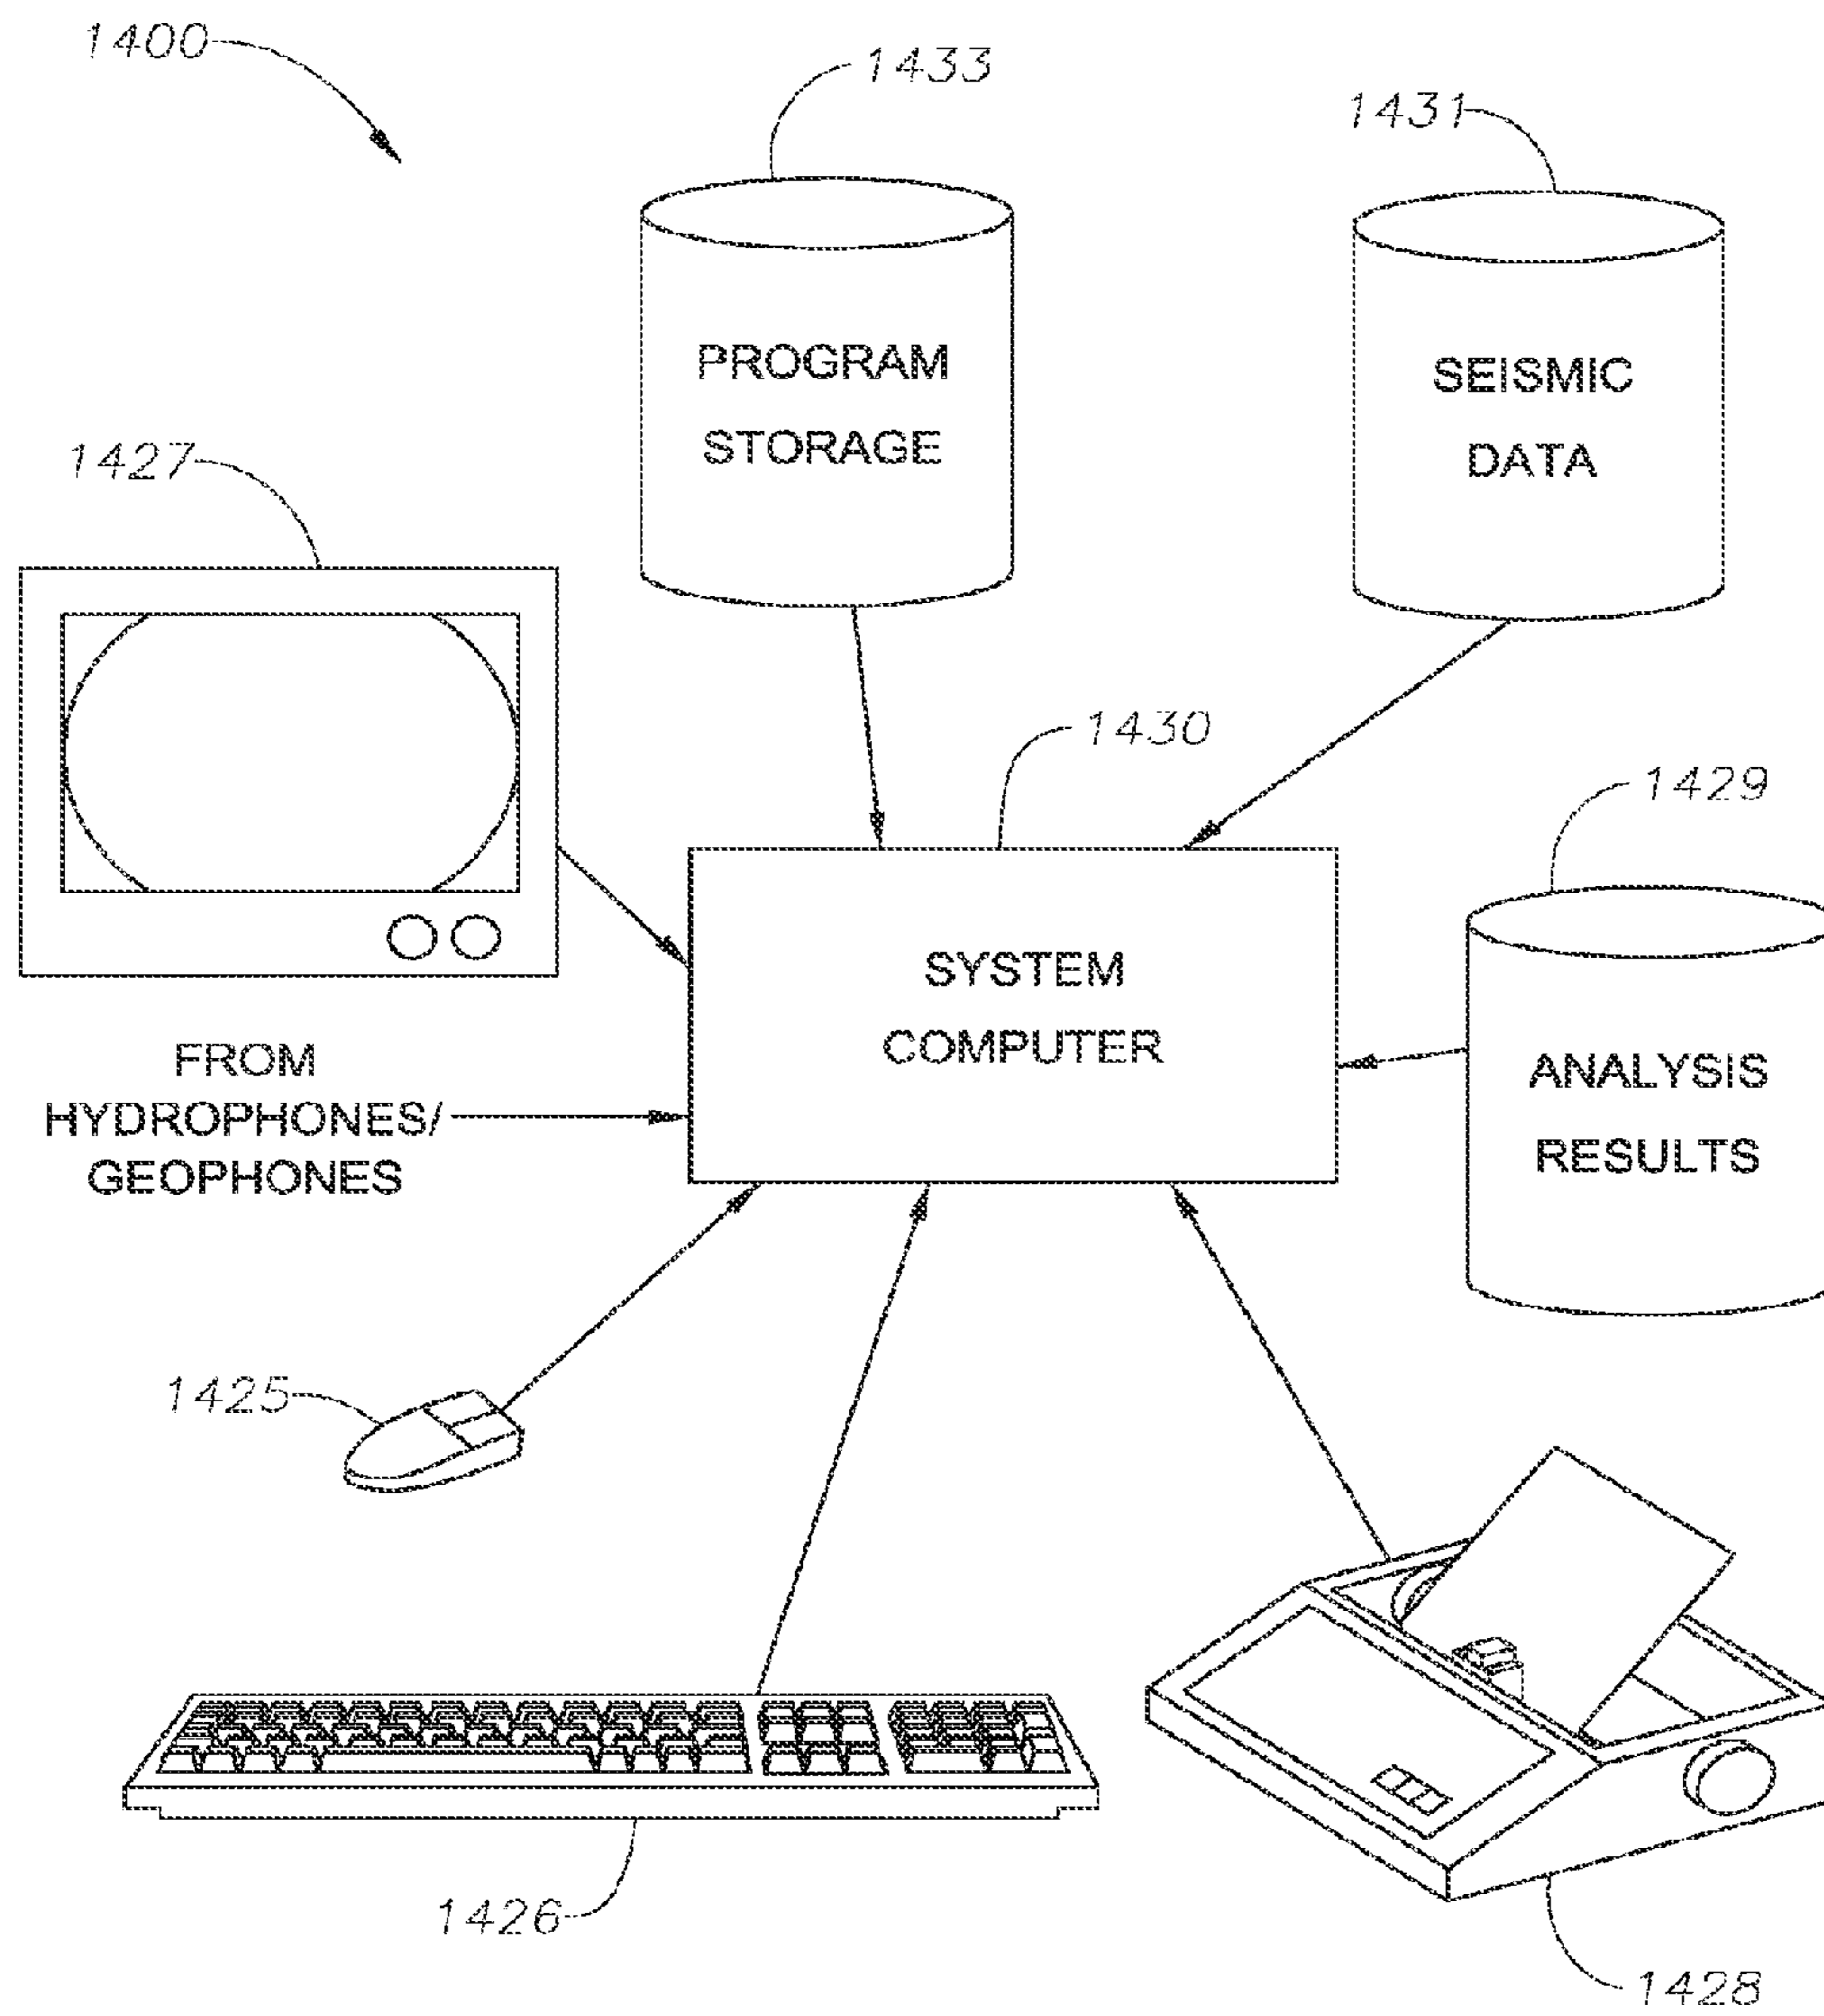 1400
1433
1431
PROGRAM
STORAGE
SEISMIC
DATA
1427
1430
1429
SYSTEM
COMPUTER
FROM
HYDROPHONES/
GEOPHONES
ANALYSIS
RESULTS
1425
1426
1428